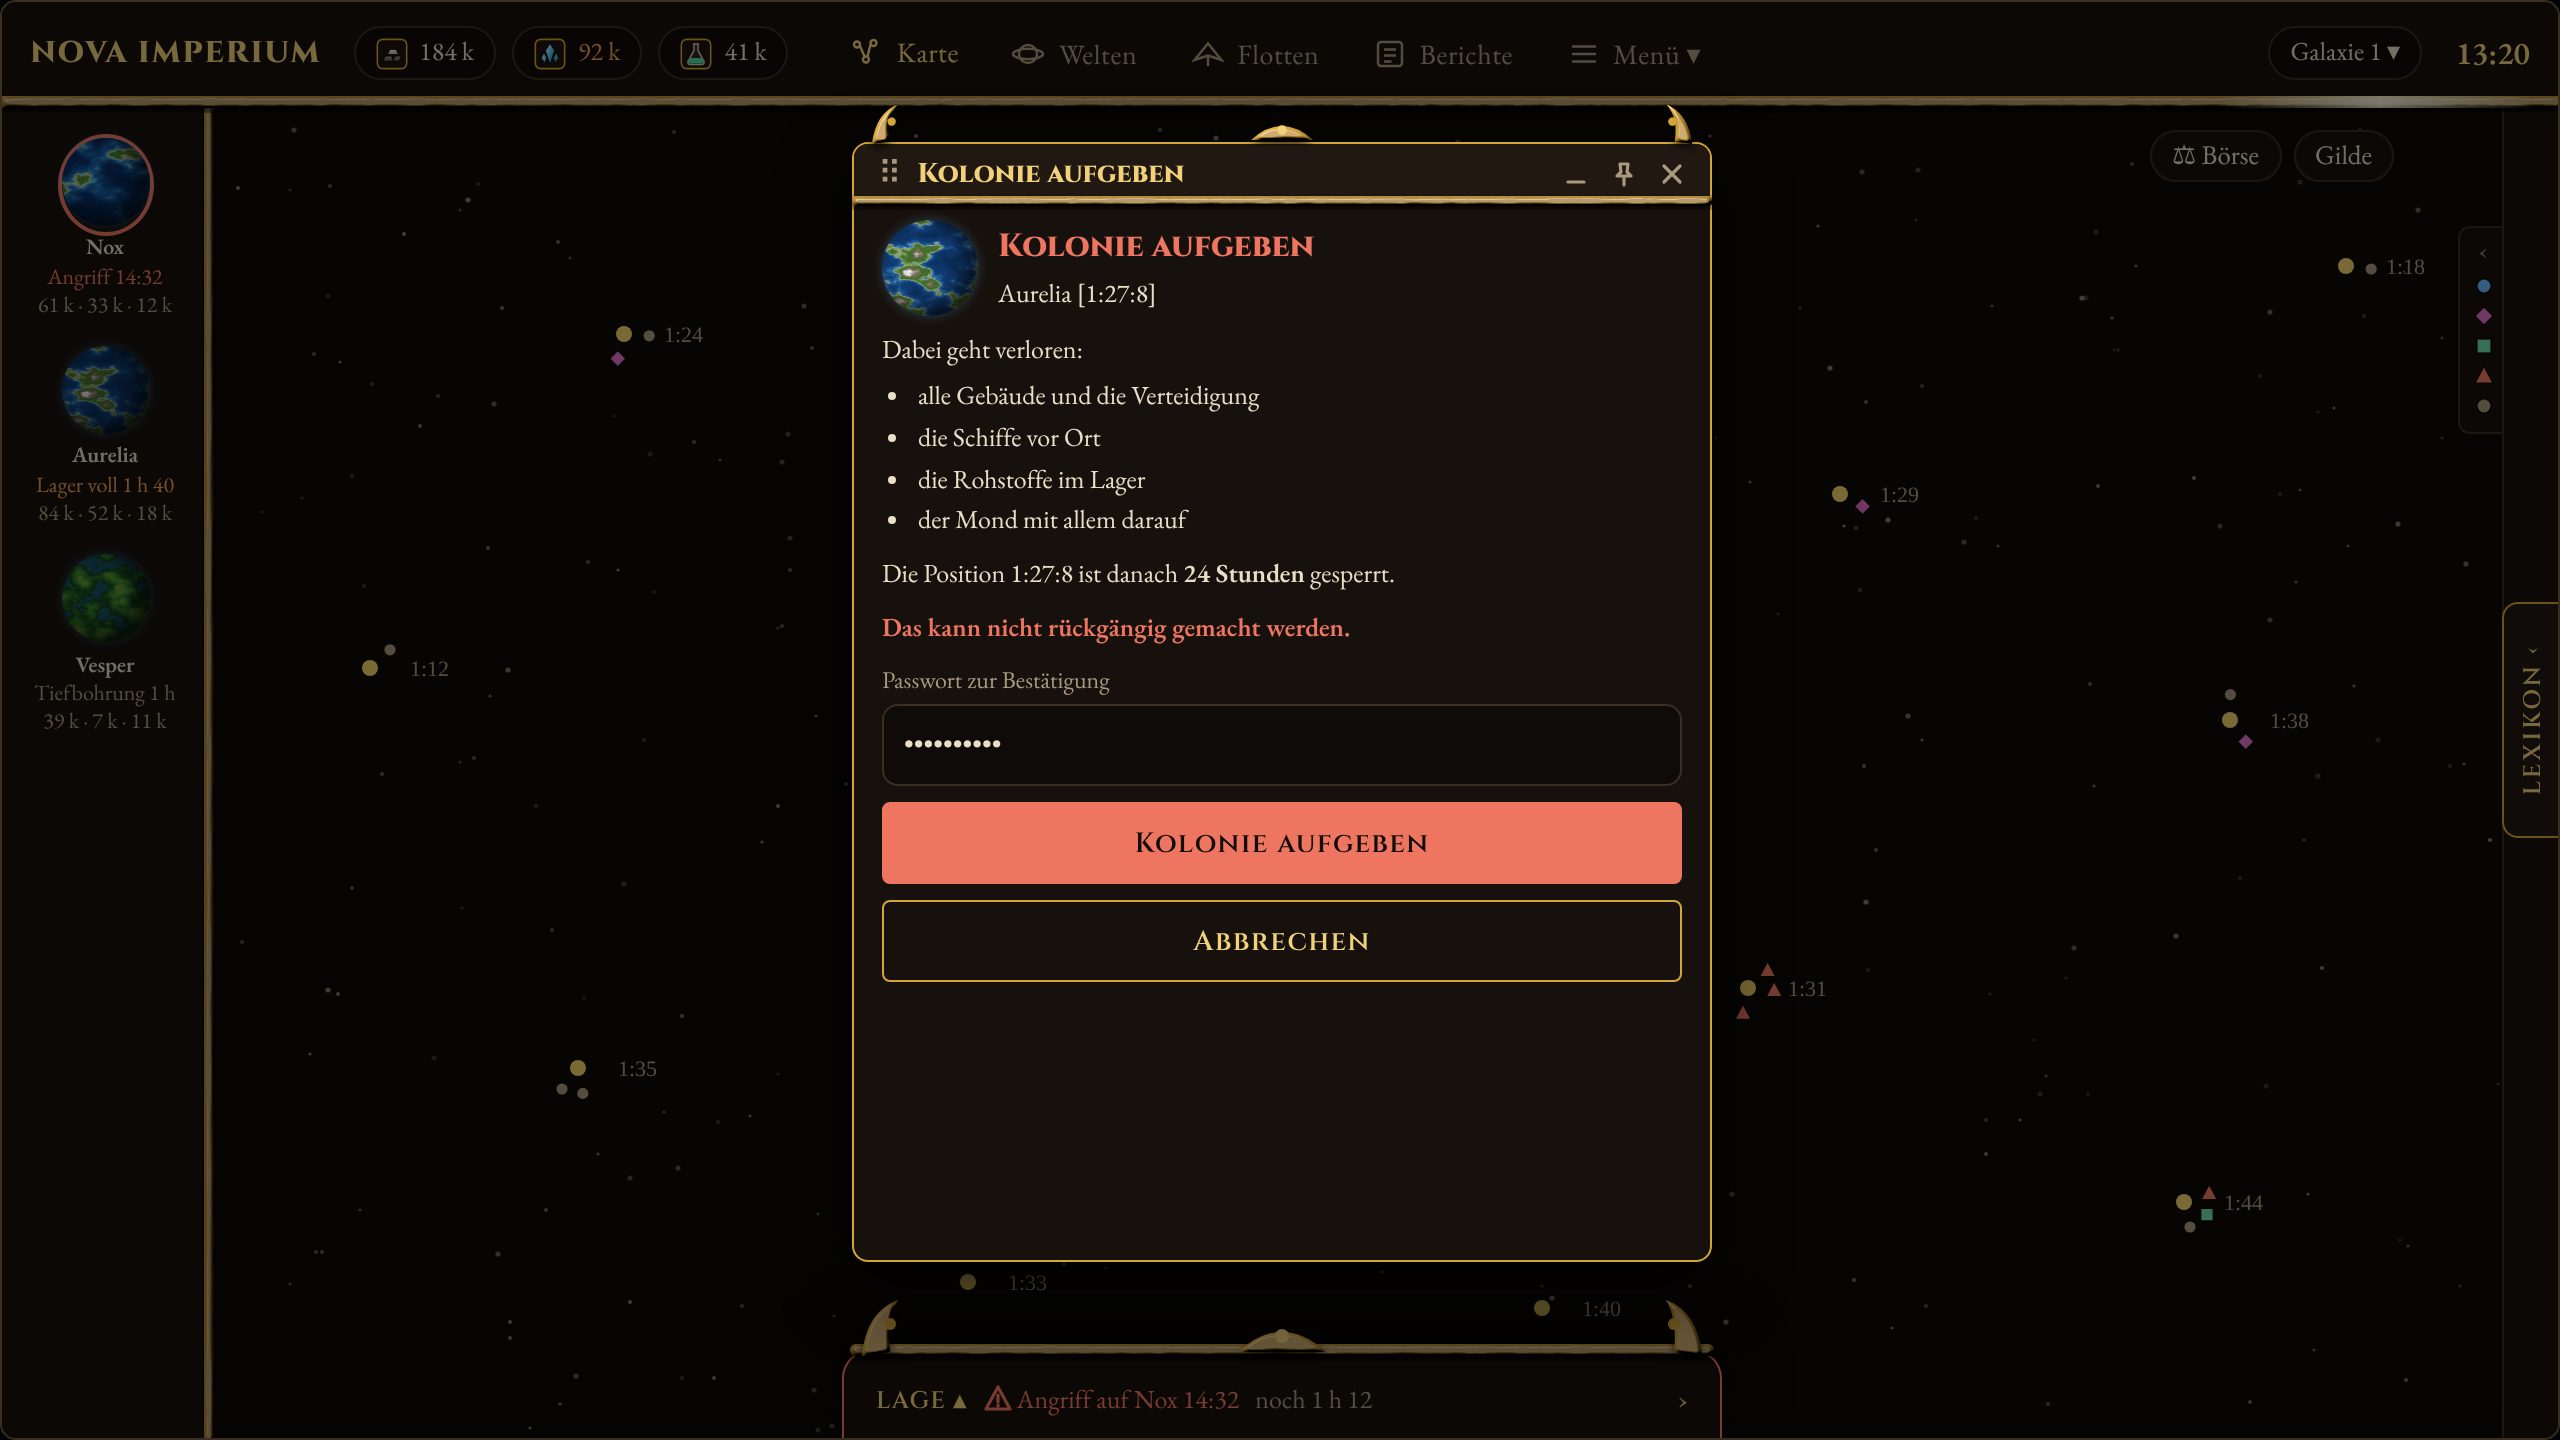 NOVA IMPERIUM
184 k
92 k
41 k
Karte
Welten
Flotten
Berichte
Menü ▾
Galaxie 1 ▾
13:20
Nox
Angriff 14:32
61 k · 33 k · 12 k
Aurelia
Lager voll 1 h 40
84 k · 52 k · 18 k
Vesper
Tiefbohrung 1 h
39 k · 7 k · 11 k
Kolonie aufgeben
Kolonie aufgeben
Aurelia [1:27:8]
Dabei geht verloren:
• alle Gebäude und die Verteidigung
• die Schiffe vor Ort
• die Rohstoffe im Lager
• der Mond mit allem darauf
Die Position 1:27:8 ist danach 24 Stunden gesperrt.
Das kann nicht rückgängig gemacht werden.
Passwort zur Bestätigung
••••••••••
Kolonie aufgeben
Abbrechen
Börse
Gilde
1:18
1:24
1:29
1:12
1:38
1:31
1:35
1:44
1:33
1:40
LEXIKON
LAGE ▴ Angriff auf Nox 14:32 noch 1 h 12 ›